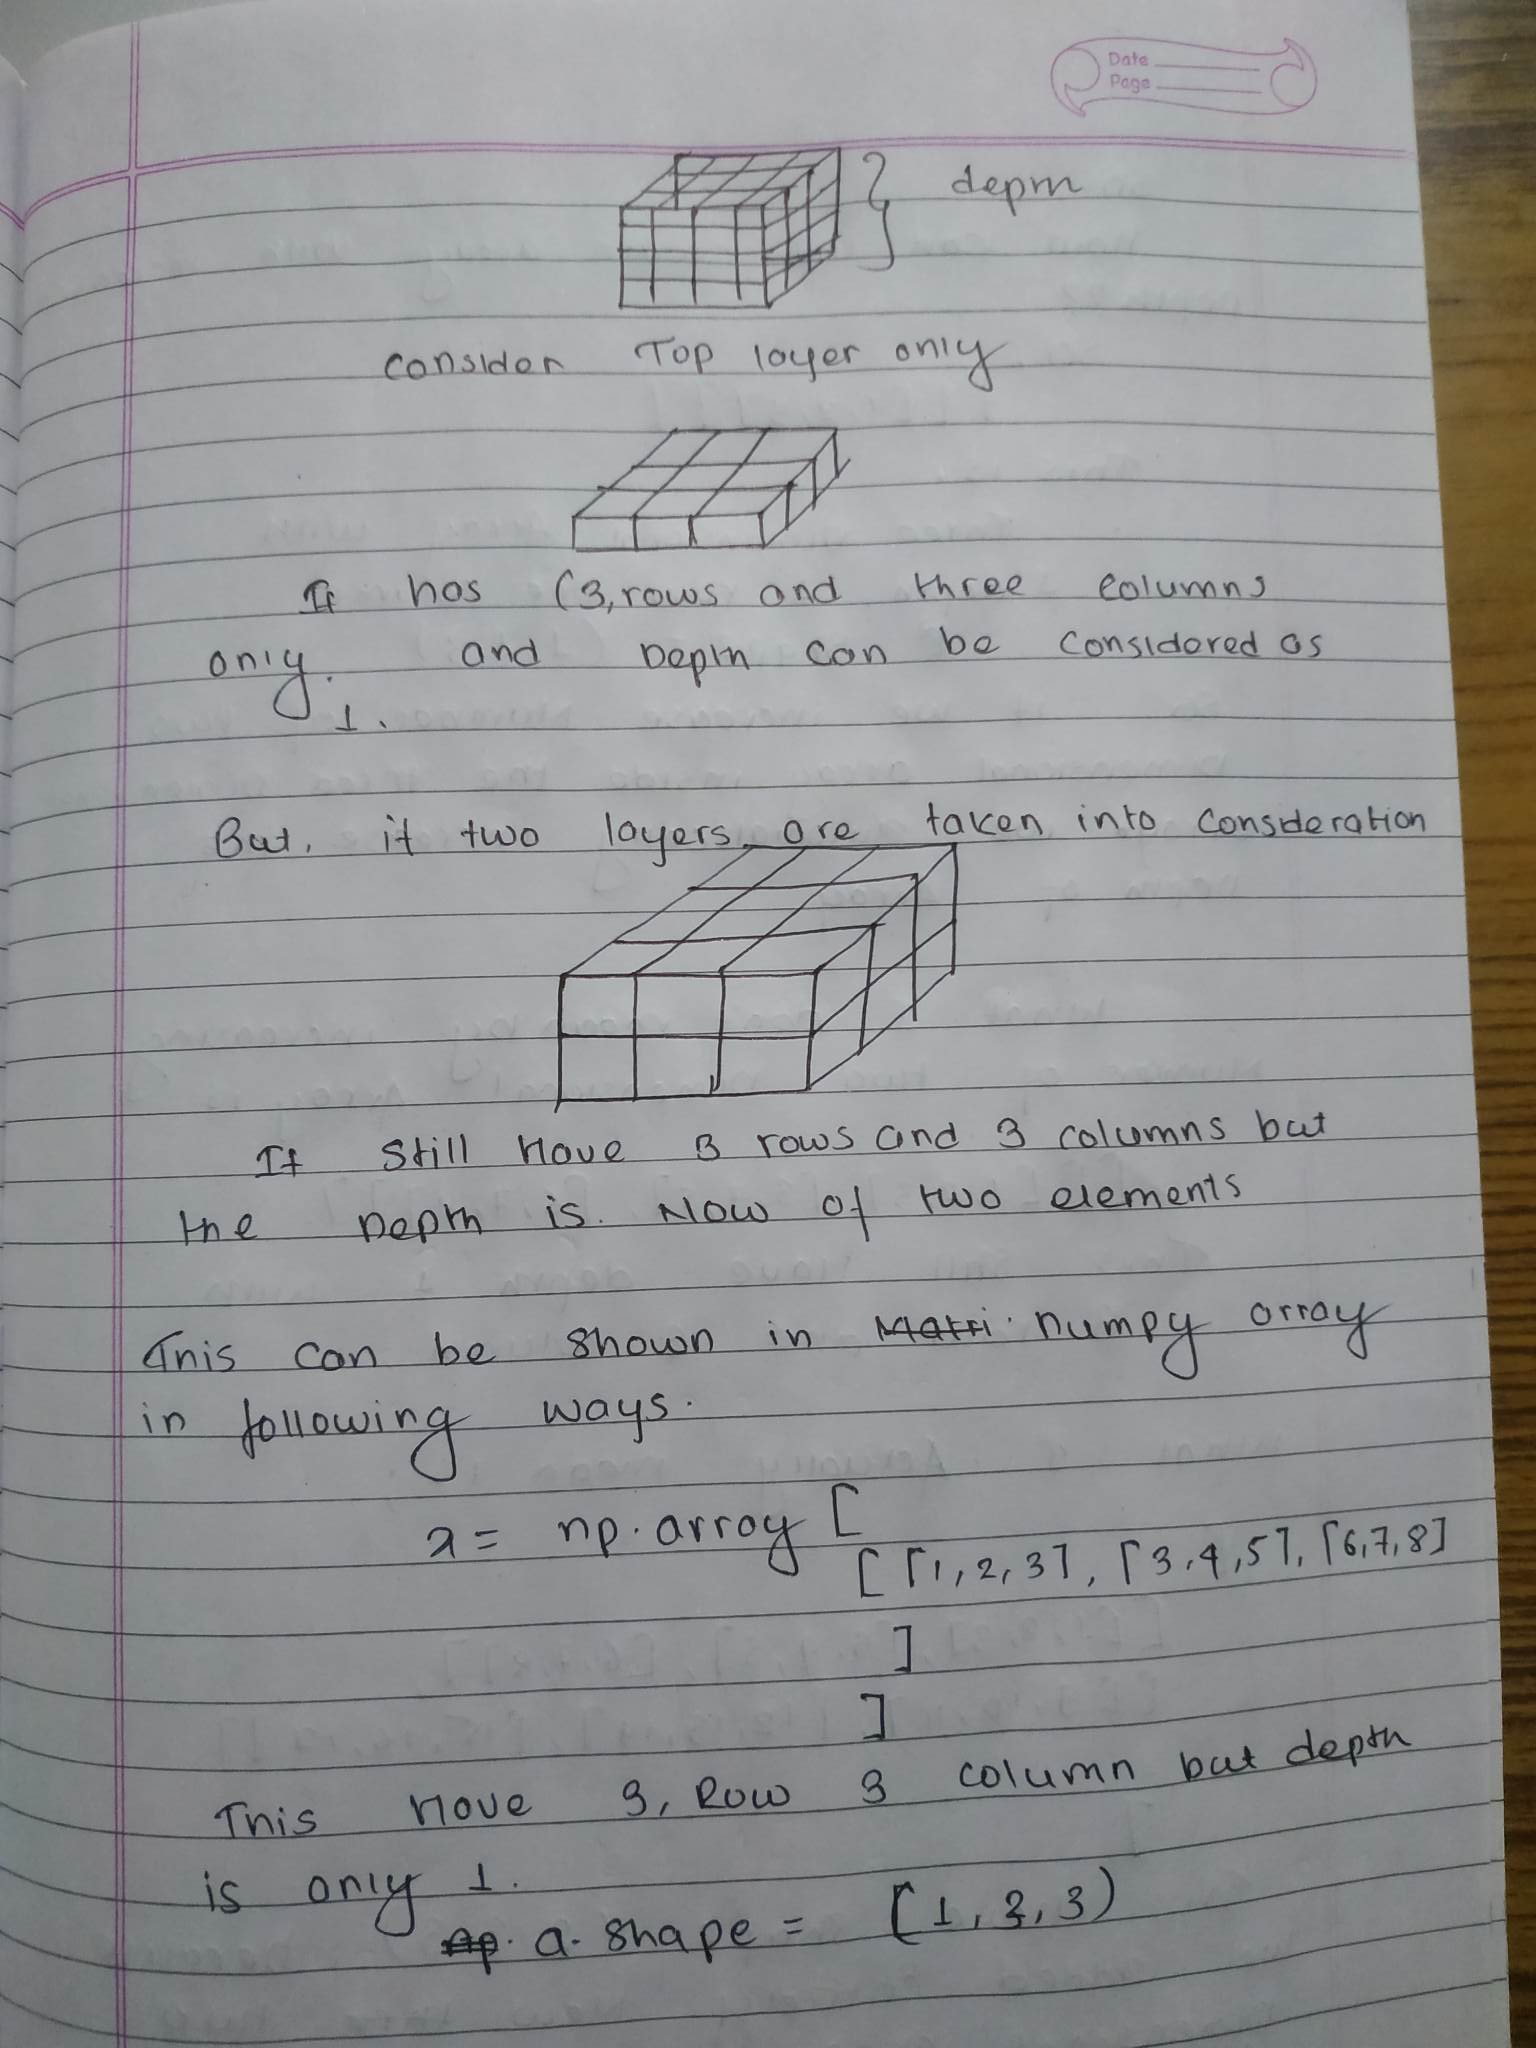 Date
Page
depth
consider Top layer only
It has (3, rows and three columns
only. and Depth can be considered as
1.
But, if two layers are taken into consideration
It still have 3 rows and 3 columns but
the Depth is. Now of two elements
This can be shown in Matri. numpy array
in following ways.
a = np.array [
[ [1, 2, 3], [3, 4, 5], [6, 7, 8]
]
]
This have 3, Row 3 column but depth
is only 1.
np. a. shape = (1, 3, 3)